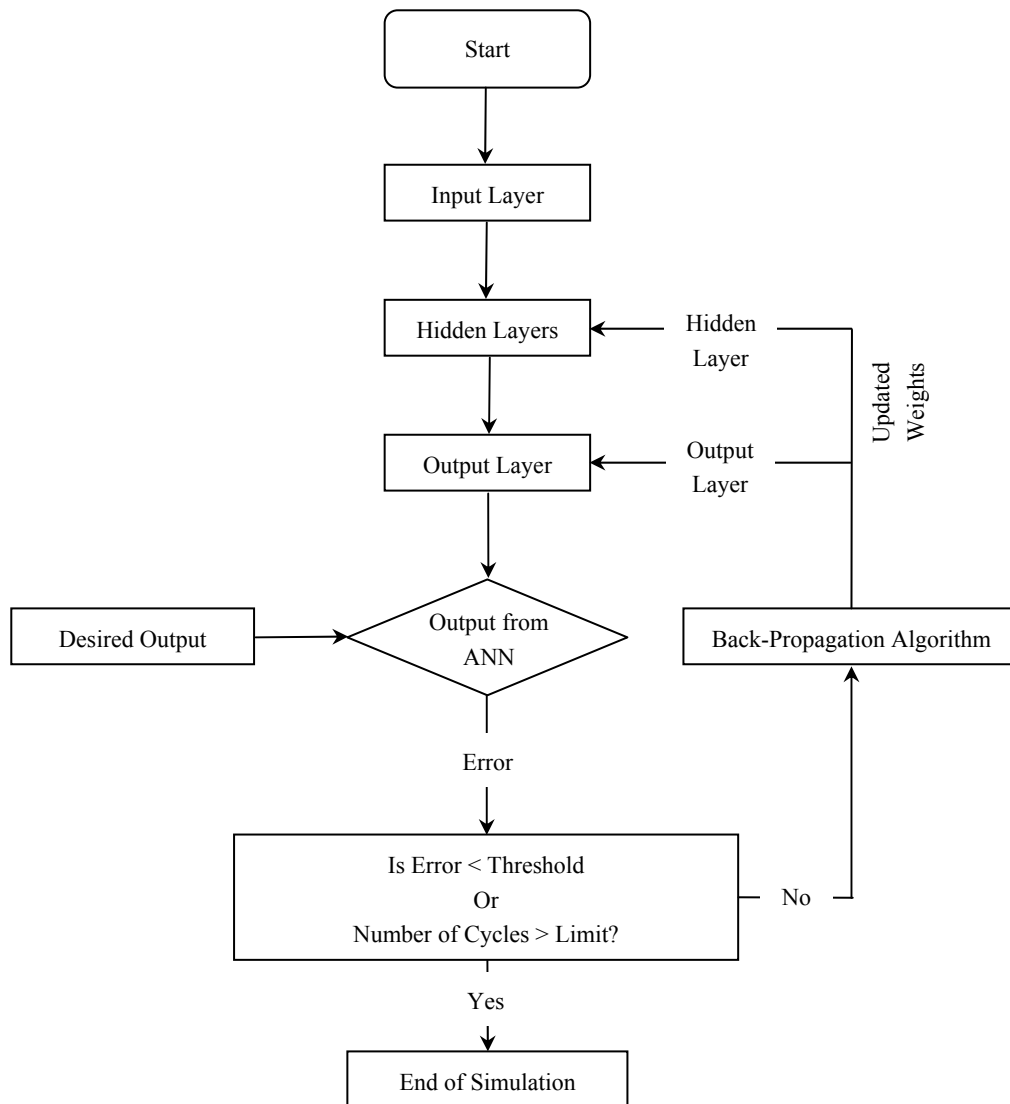 Start
Input Layer
Hidden Layers
Hidden
Layer
Updated
Weights
Output Layer
Output
Layer
Desired Output
Output from
ANN
Back-Propagation Algorithm
Error
Is Error < Threshold
Or
Number of Cycles > Limit?
No
Yes
End of Simulation